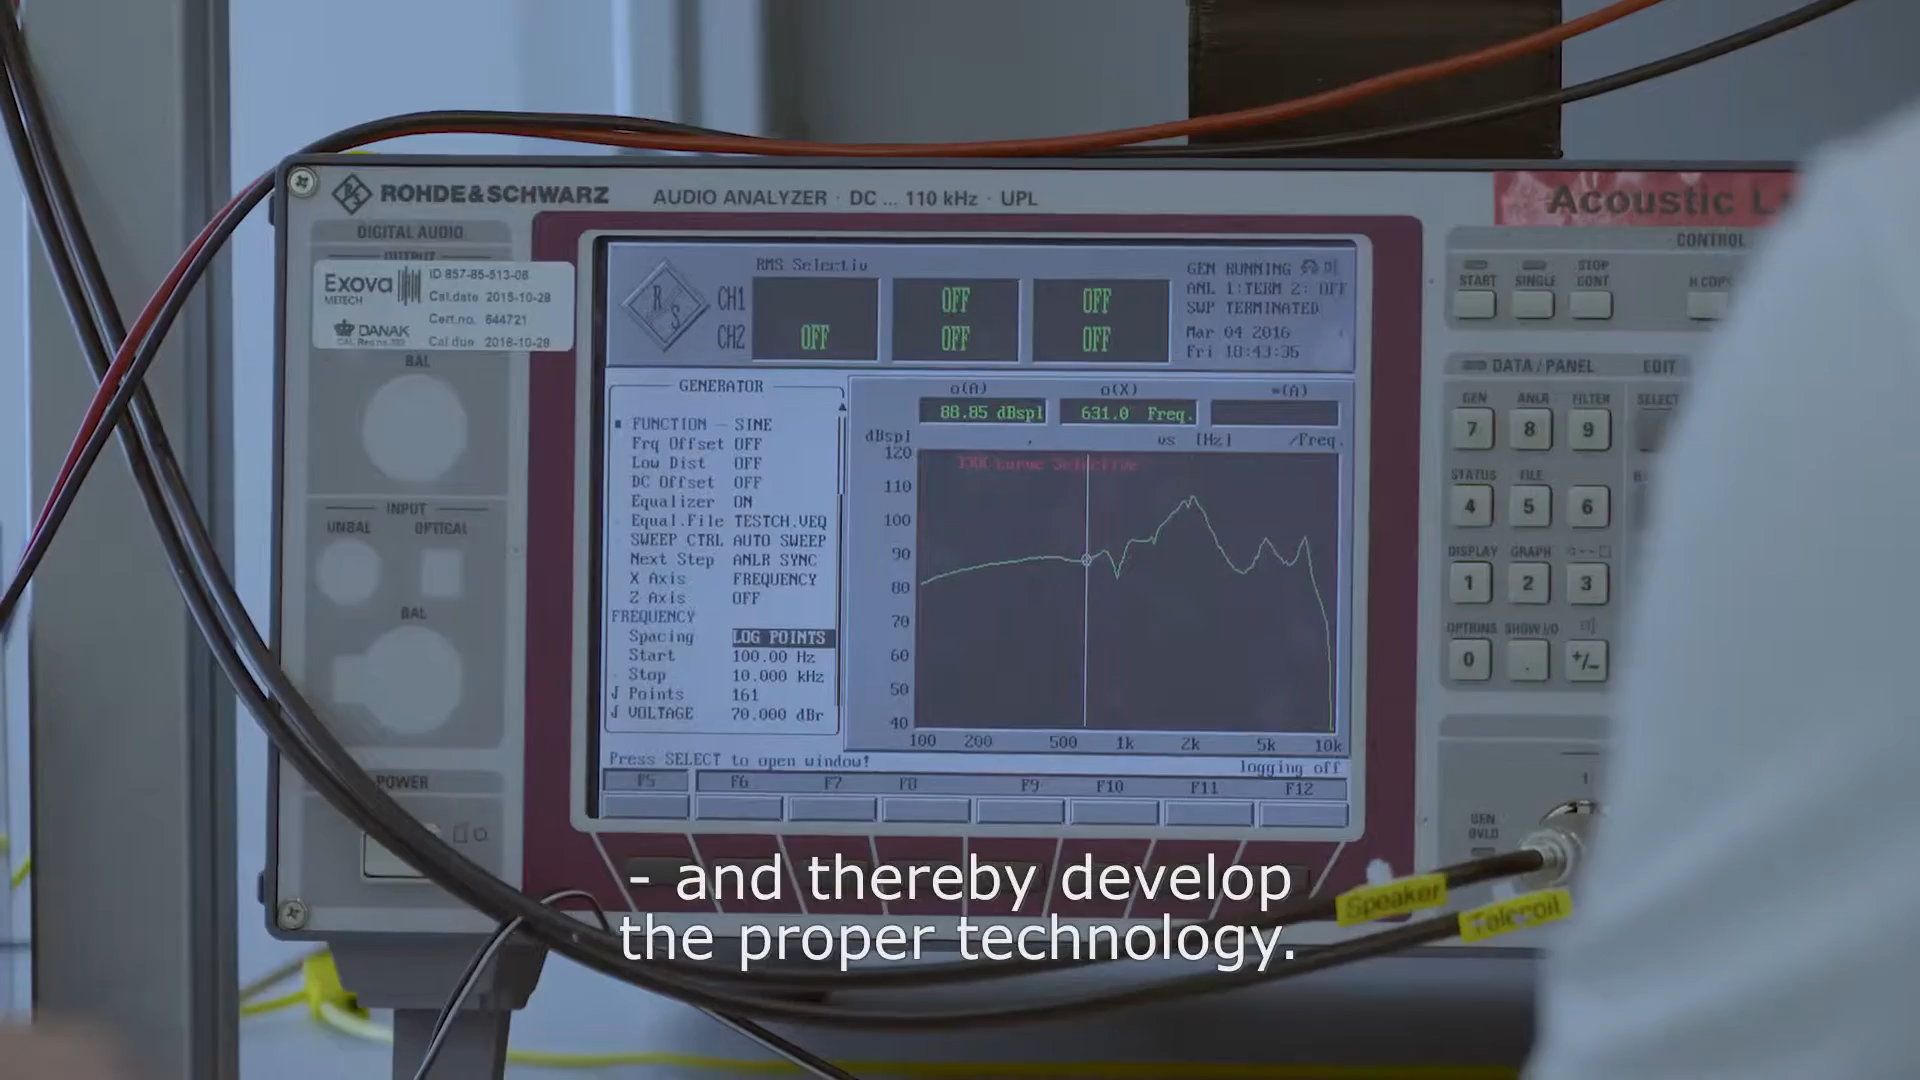 ROHDE&SCHWARZ
AUDIO ANALYZER · DC ... 110 kHz · UPL
Acoustic
DIGITAL AUDIO
OUTPUT
Exova
METECH
DANAK
ID 857-85-513-06
Cal.date 2015-10-28
Cert.no. 644721
Cal due 2016-10-28
BAL
INPUT
UNBAL OPTICAL
BAL
POWER
RMS Selectiv
R S
CH1 OFF OFF
CH2 OFF OFF OFF
GEN RUNNING
ANL 1:TERM 2: OFF
SWP TERMINATED
Mar 04 2016
Fri 18:43:35
GENERATOR
FUNCTION SINE
Frq Offset OFF
Low Dist OFF
DC Offset OFF
Equalizer ON
Equal.File TESTCH.VEQ
SWEEP CTRL AUTO SWEEP
Next Step ANLR SYNC
X Axis FREQUENCY
Z Axis OFF
FREQUENCY
Spacing LOG POINTS
Start 100.00 Hz
Stop 10.000 kHz
Points 161
VOLTAGE 70.000 dBr
o(A) o(X) (A)
88.85 dBspl 631.0 Freq.
dBspl vs [Hz] /Freq.
Curve Selective
120
110
100
90
80
70
60
50
40
100 200 500 1k 2k 5k 10k
Press SELECT to open window!
logging off
F5 F6 F7 F8 F9 F10 F11 F12
CONTROL
START SINGLE STOP CONT H COPY
DATA / PANEL EDIT
GEN ANLR FILTER SELECT
7 8 9
STATUS FILE
4 5 6
DISPLAY GRAPH
1 2 3
OPTIONS SHOW I/O
0 . +/-
1
GEN
OVLD
Speaker
Telecoil
- and thereby develop
the proper technology.